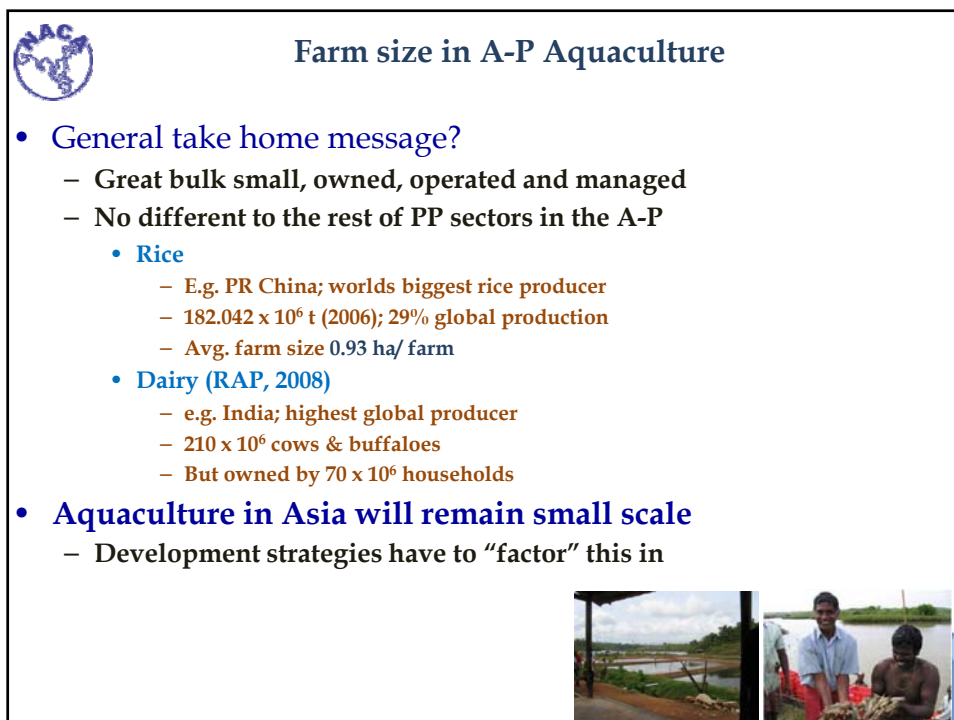 NACA
Farm size in A-P Aquaculture
• General take home message?
– Great bulk small, owned, operated and managed
– No different to the rest of PP sectors in the A-P
• Rice
– E.g. PR China; worlds biggest rice producer
– 182.042 x 10⁶ t (2006); 29% global production
– Avg. farm size 0.93 ha/ farm
• Dairy (RAP, 2008)
– e.g. India; highest global producer
– 210 x 10⁶ cows & buffaloes
– But owned by 70 x 10⁶ households
• Aquaculture in Asia will remain small scale
– Development strategies have to “factor” this in